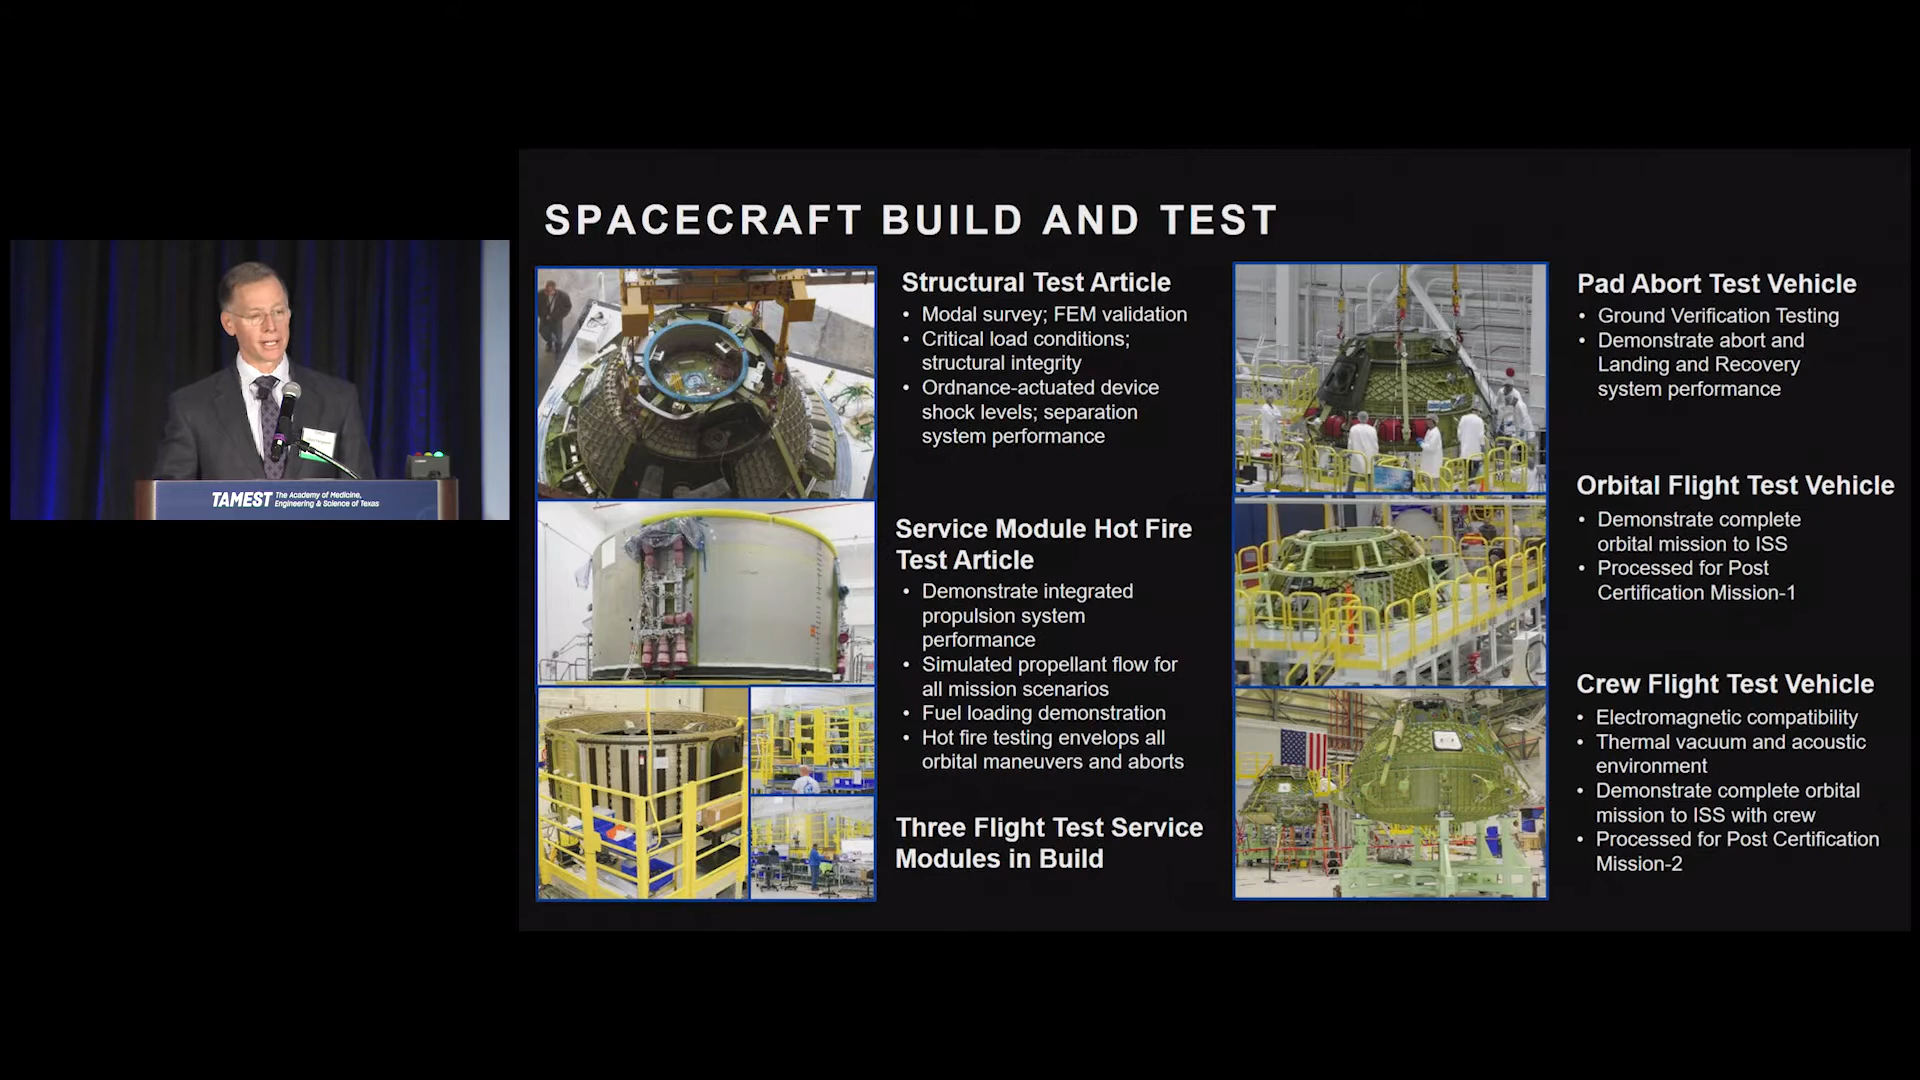 TAMEST The Academy of Medicine,
Engineering & Science of Texas
SPACECRAFT BUILD AND TEST
Structural Test Article
• Modal survey; FEM validation
• Critical load conditions;
structural integrity
• Ordnance-actuated device
shock levels; separation
system performance
Service Module Hot Fire
Test Article
• Demonstrate integrated
propulsion system
performance
• Simulated propellant flow for
all mission scenarios
• Fuel loading demonstration
• Hot fire testing envelops all
orbital maneuvers and aborts
Three Flight Test Service
Modules in Build
Pad Abort Test Vehicle
• Ground Verification Testing
• Demonstrate abort and
Landing and Recovery
system performance
Orbital Flight Test Vehicle
• Demonstrate complete
orbital mission to ISS
• Processed for Post
Certification Mission-1
Crew Flight Test Vehicle
• Electromagnetic compatibility
• Thermal vacuum and acoustic
environment
• Demonstrate complete orbital
mission to ISS with crew
• Processed for Post Certification
Mission-2